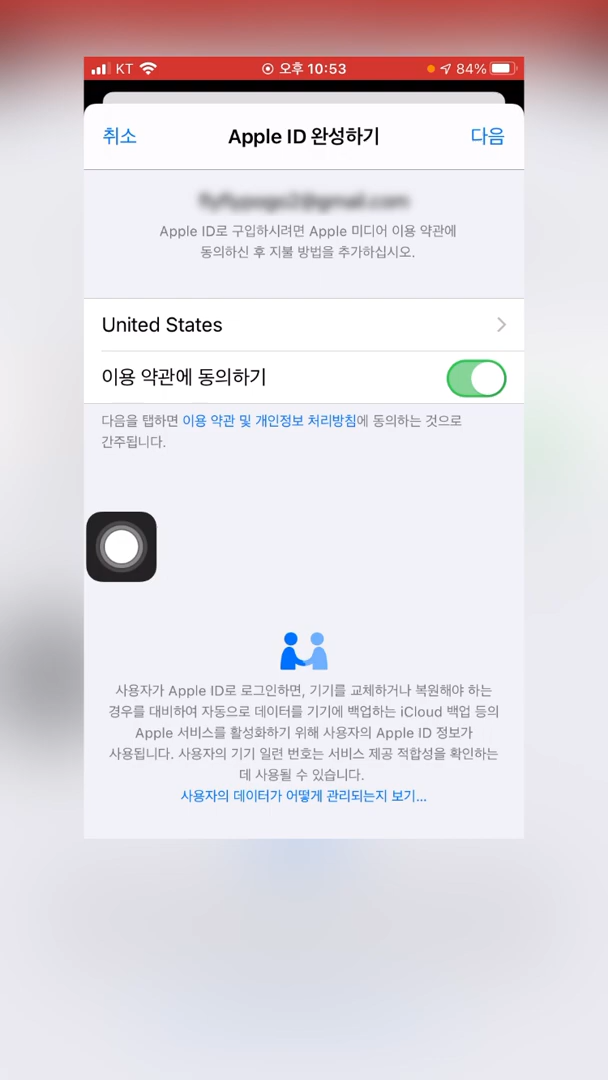 KT 오후 10:53 84%
취소 Apple ID 완성하기 다음
Apple ID로 구입하시려면 Apple 미디어 이용 약관에
동의하신 후 지불 방법을 추가하십시오.
United States
이용 약관에 동의하기
다음을 탭하면 이용 약관 및 개인정보 처리방침에 동의하는 것으로
간주됩니다.
사용자가 Apple ID로 로그인하면, 기기를 교체하거나 복원해야 하는
경우를 대비하여 자동으로 데이터를 기기에 백업하는 iCloud 백업 등의
Apple 서비스를 활성화하기 위해 사용자의 Apple ID 정보가
사용됩니다. 사용자의 기기 일련 번호는 서비스 제공 적합성을 확인하는
데 사용될 수 있습니다.
사용자의 데이터가 어떻게 관리되는지 보기...